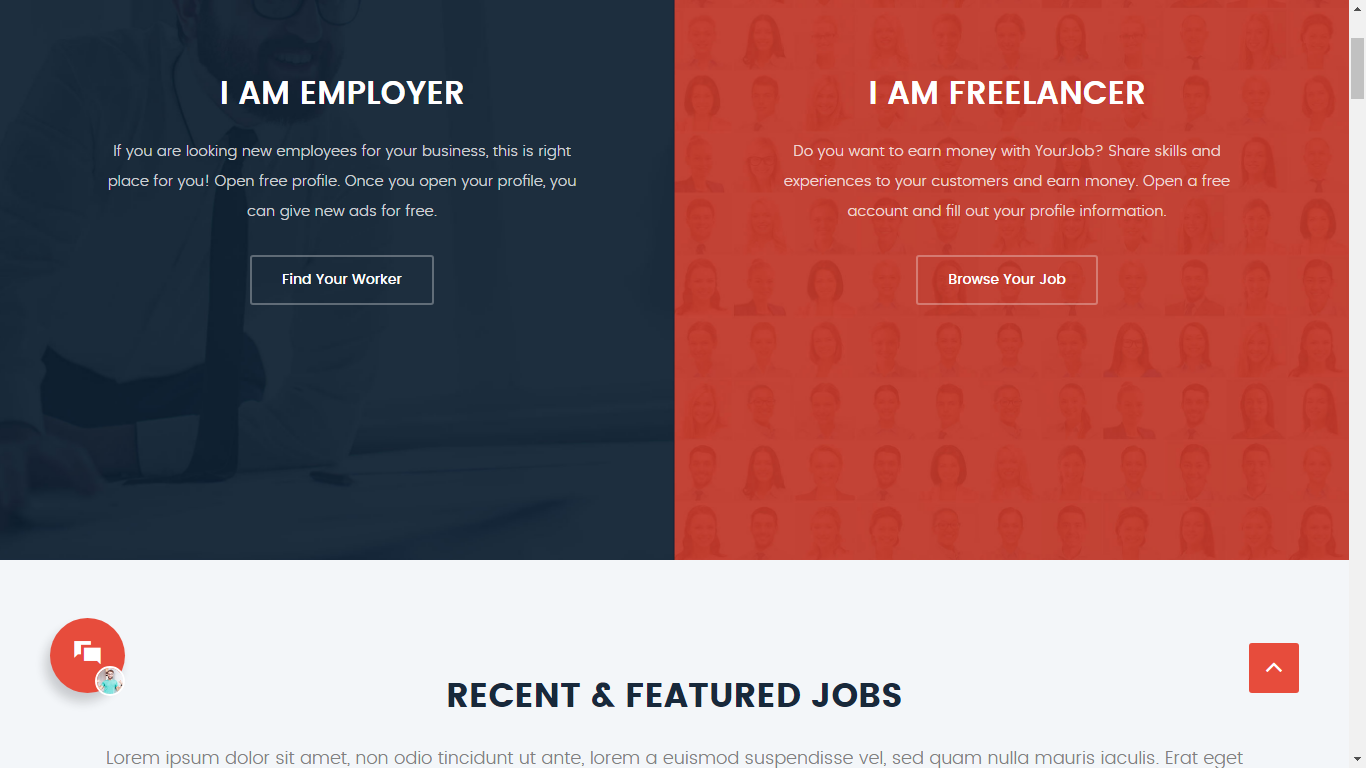 I AM EMPLOYER
If you are looking new employees for your business, this is right
place for you! Open free profile. Once you open your profile, you
can give new ads for free.
Find Your Worker
I AM FREELANCER
Do you want to earn money with YourJob? Share skills and
experiences to your customers and earn money. Open a free
account and fill out your profile information.
Browse Your Job
RECENT & FEATURED JOBS
Lorem ipsum dolor sit amet, non odio tincidunt ut ante, lorem a euismod suspendisse vel, sed quam nulla mauris iaculis. Erat eget